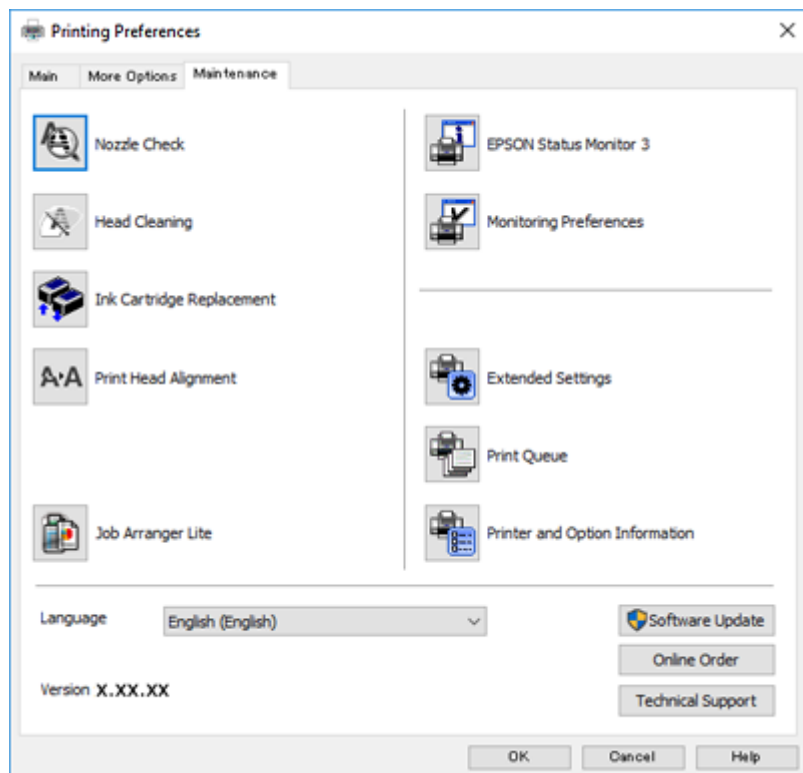 Printing Preferences
Main
More Options
Maintenance
Nozzle Check
EPSON Status Monitor 3
Head Cleaning
Monitoring Preferences
Ink Cartridge Replacement
A·A
Print Head Alignment
Extended Settings
Print Queue
Job Arranger Lite
Printer and Option Information
Language
English (English)
Software Update
Online Order
Version X.XX.XX
Technical Support
OK
Cancel
Help